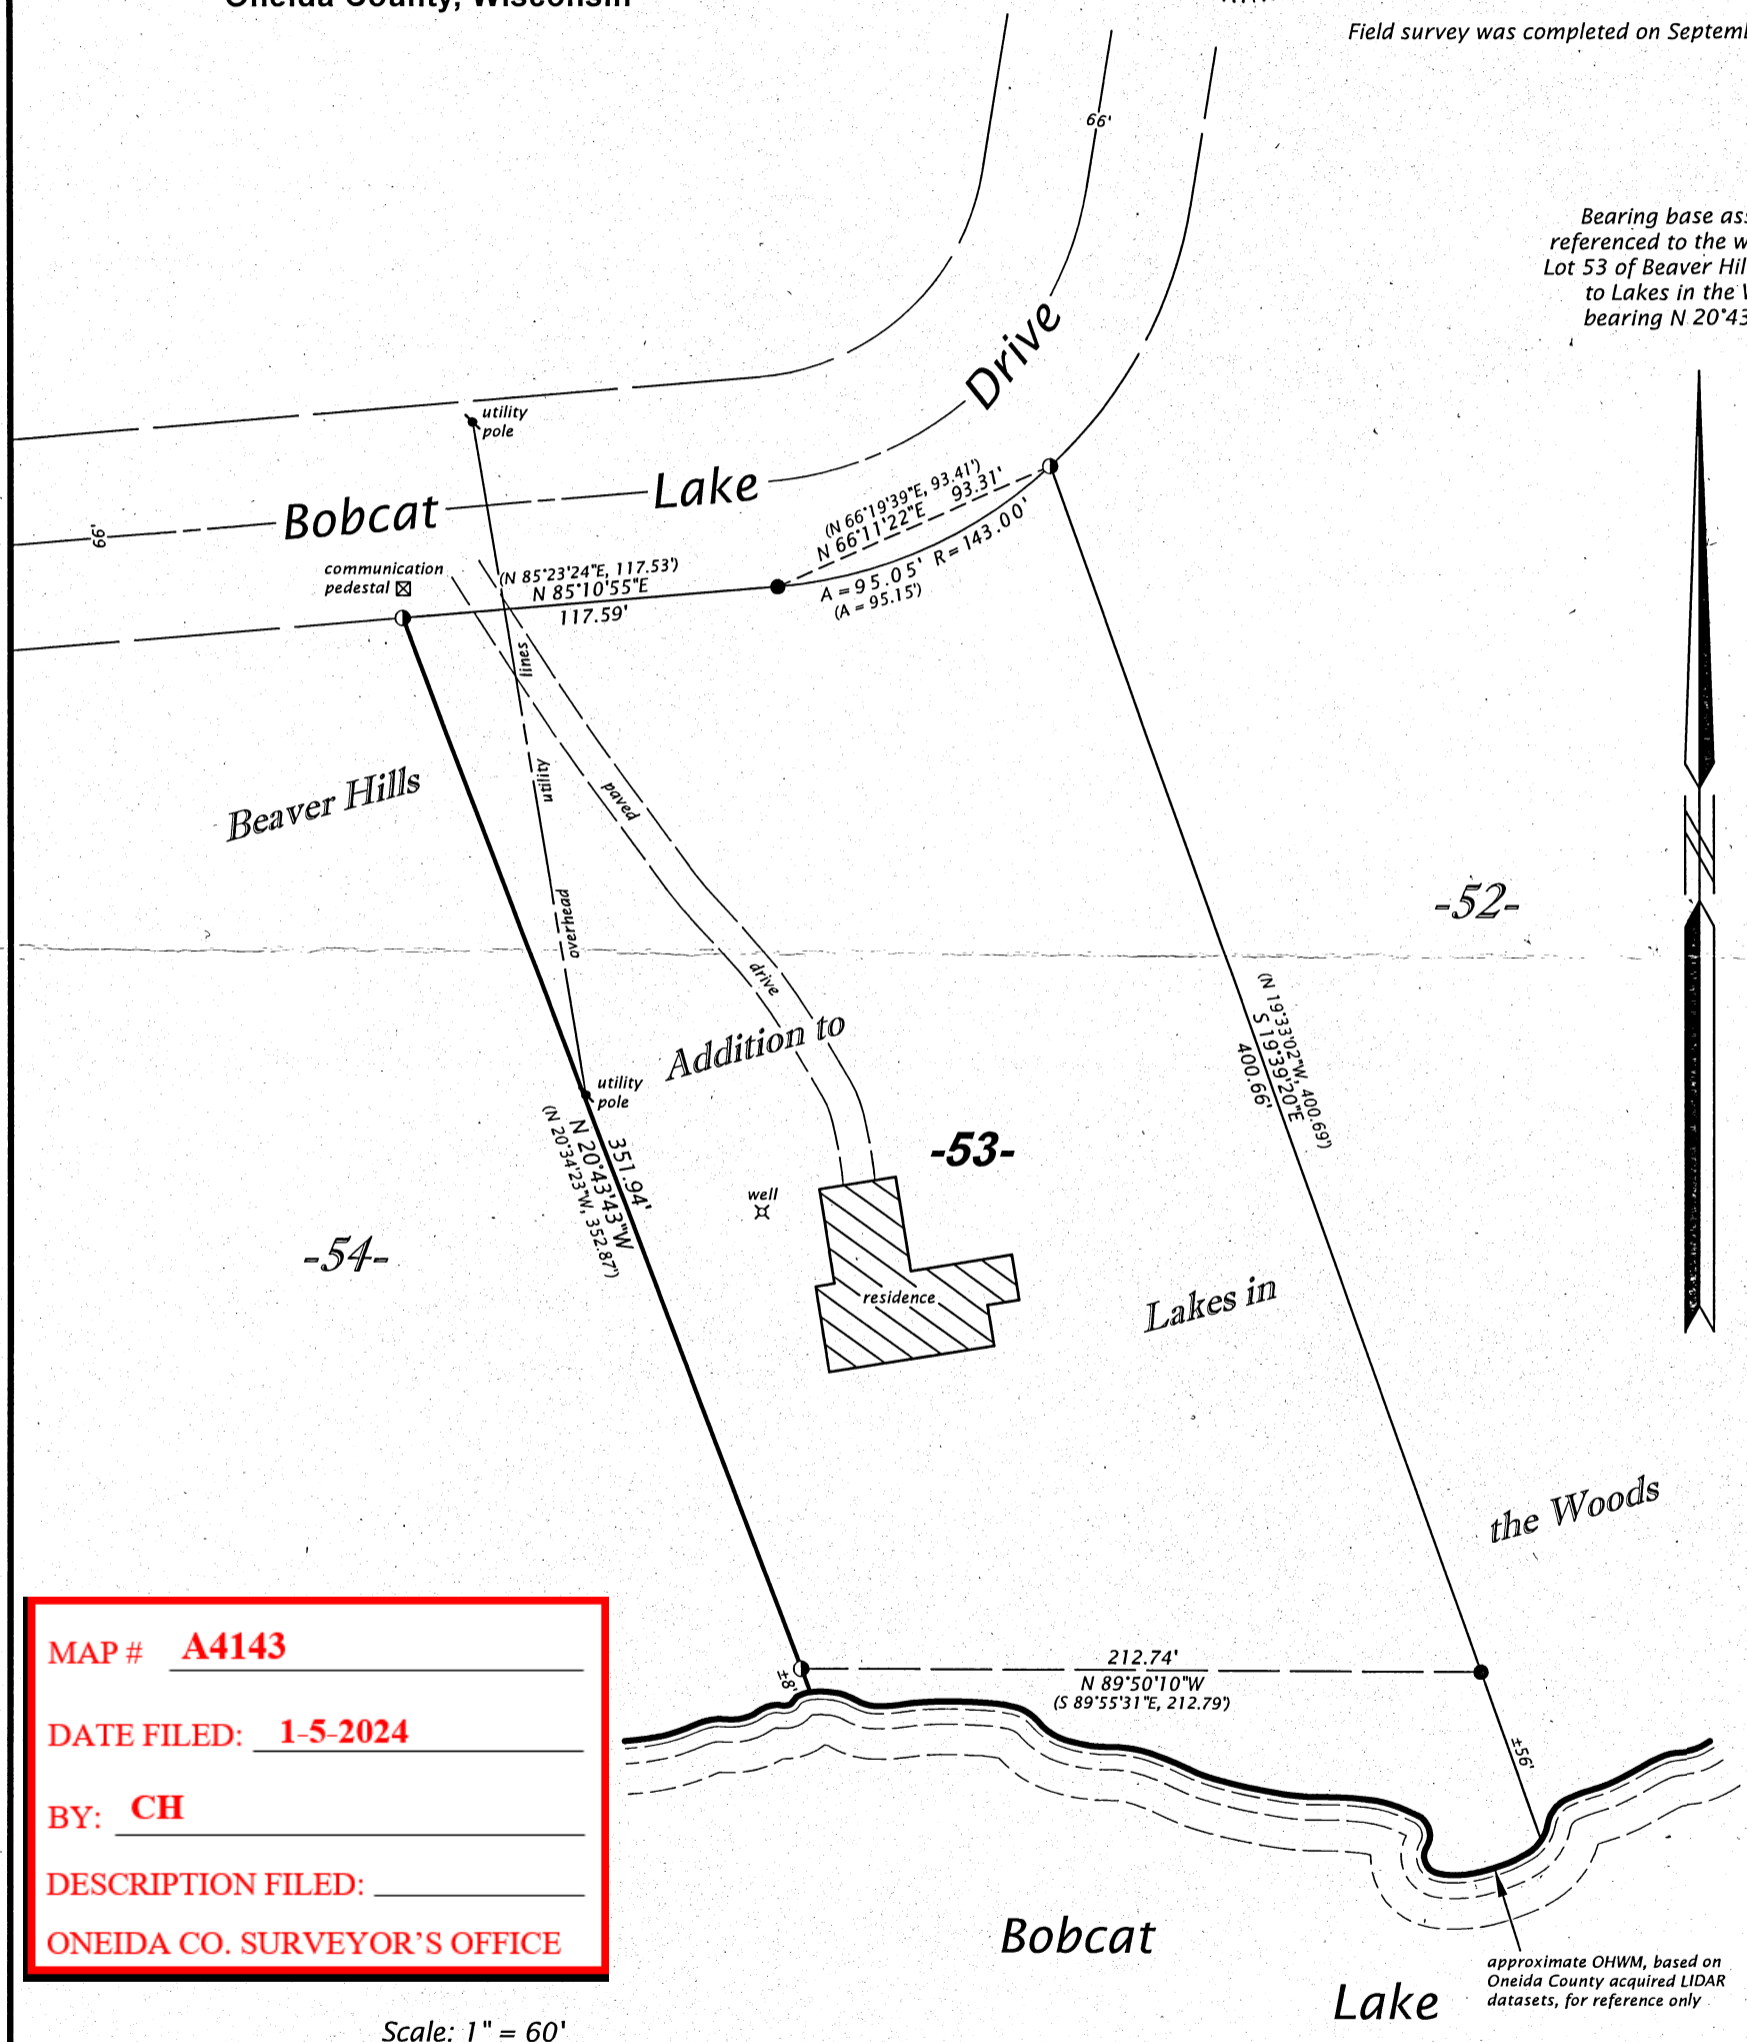 Oneida County, Wisconsin
Field survey was completed on
66'
Bearing base
referenced to the
Lot 53 of Beaver
to Lakes in the
bearing N 20°43
utility
pole
Bobcat Lake Drive
66'
(N 66°19'39"E, 93.41')
N 66°11'22"E 93.31'
A = 95.05' R = 143.00'
(A = 95.15')
communication
pedestal
(N 85°23'24"E, 117.53')
N 85°10'55"E
117.59'
lines
utility
overhead
paved
drive
Beaver Hills
Addition to
Lakes in
the Woods
-52-
(N 19°33'02"W, 400.69')
S 19°39'20"E
400.66'
utility
pole
351.94'
N 20°43'43"W
(N 20°34'23"W, 352.87')
-53-
well
-54-
residence
212.74'
N 89°50'10"W
(S 89°55'31"E, 212.79')
±8'
±56'
MAP # A4143
DATE FILED: 1-5-2024
BY: CH
DESCRIPTION FILED:
ONEIDA CO. SURVEYOR'S OFFICE
Bobcat
Lake
approximate OHWM, based on
Oneida County acquired LIDAR
datasets, for reference only
Scale: 1" = 60'